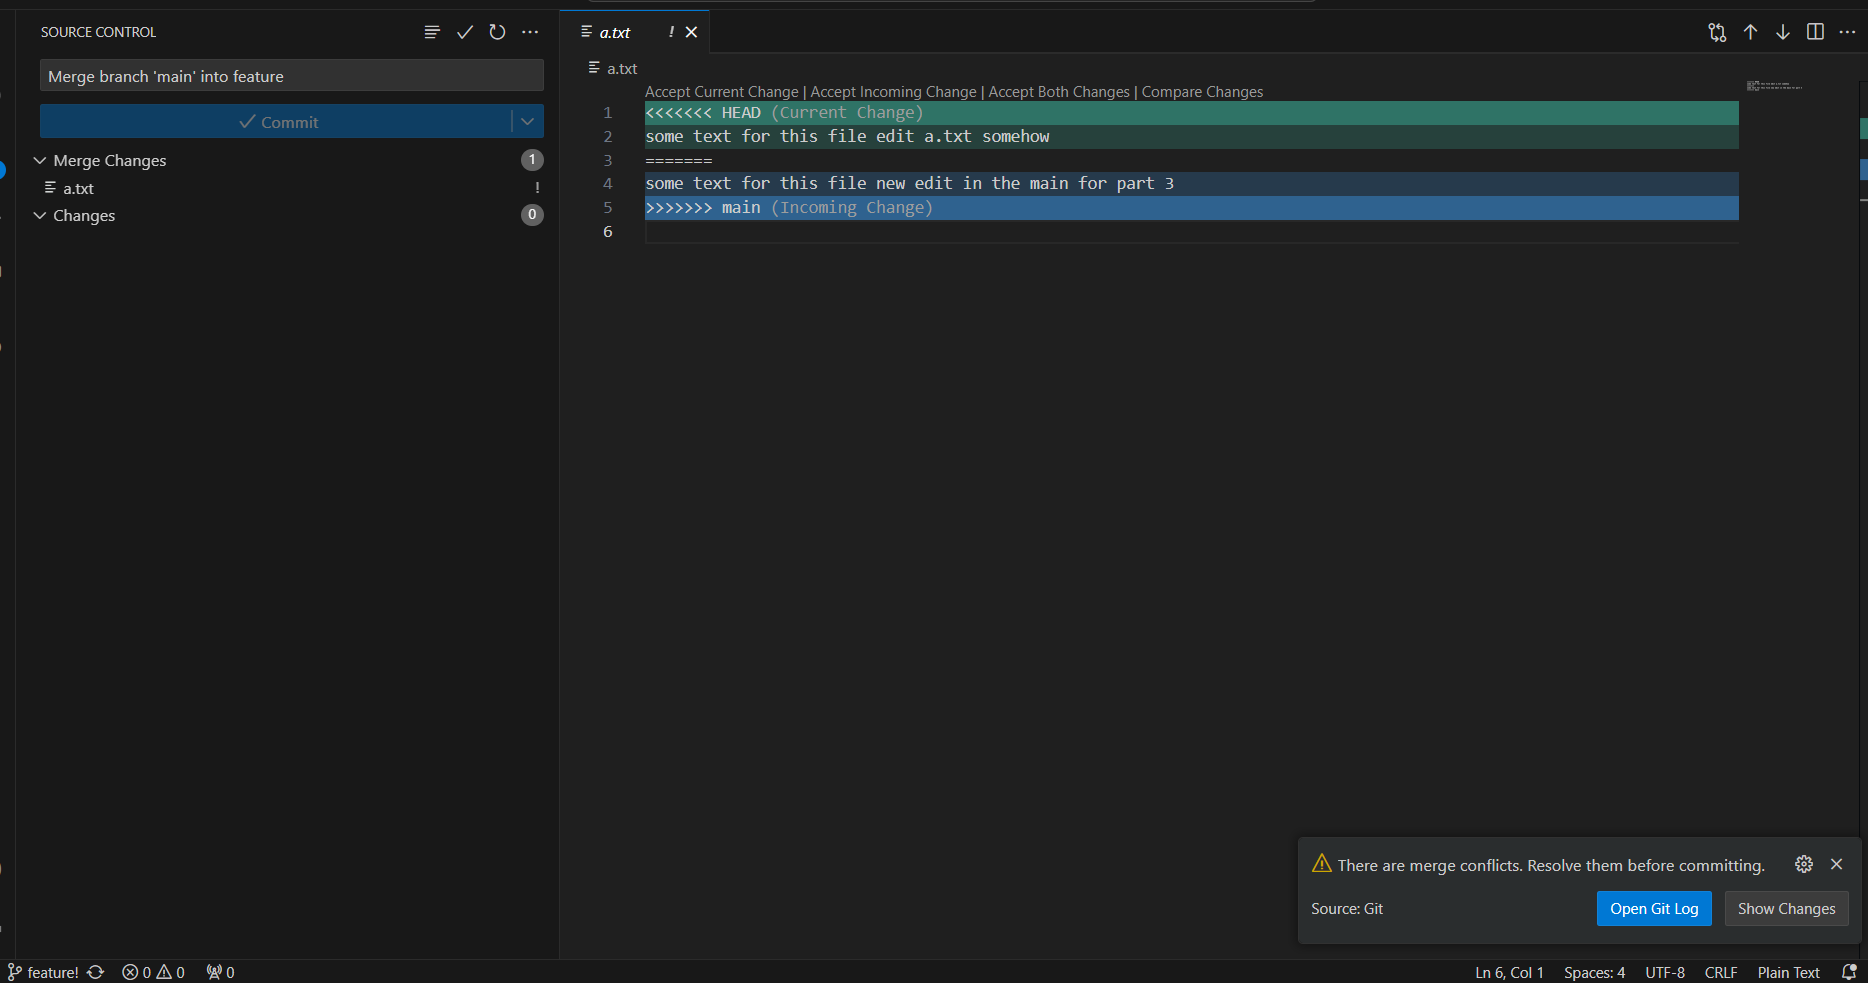 SOURCE CONTROL
Merge branch 'main' into feature
Commit
Merge Changes 1
a.txt !
Changes 0
a.txt !
a.txt
Accept Current Change | Accept Incoming Change | Accept Both Changes | Compare Changes
1 <<<<<<< HEAD (Current Change)
2 some text for this file edit a.txt somehow
3 =======
4 some text for this file new edit in the main for part 3
5 >>>>>>> main (Incoming Change)
6
There are merge conflicts. Resolve them before committing.
Source: Git Open Git Log Show Changes
feature! 0 0 0 Ln 6, Col 1 Spaces: 4 UTF-8 CRLF Plain Text